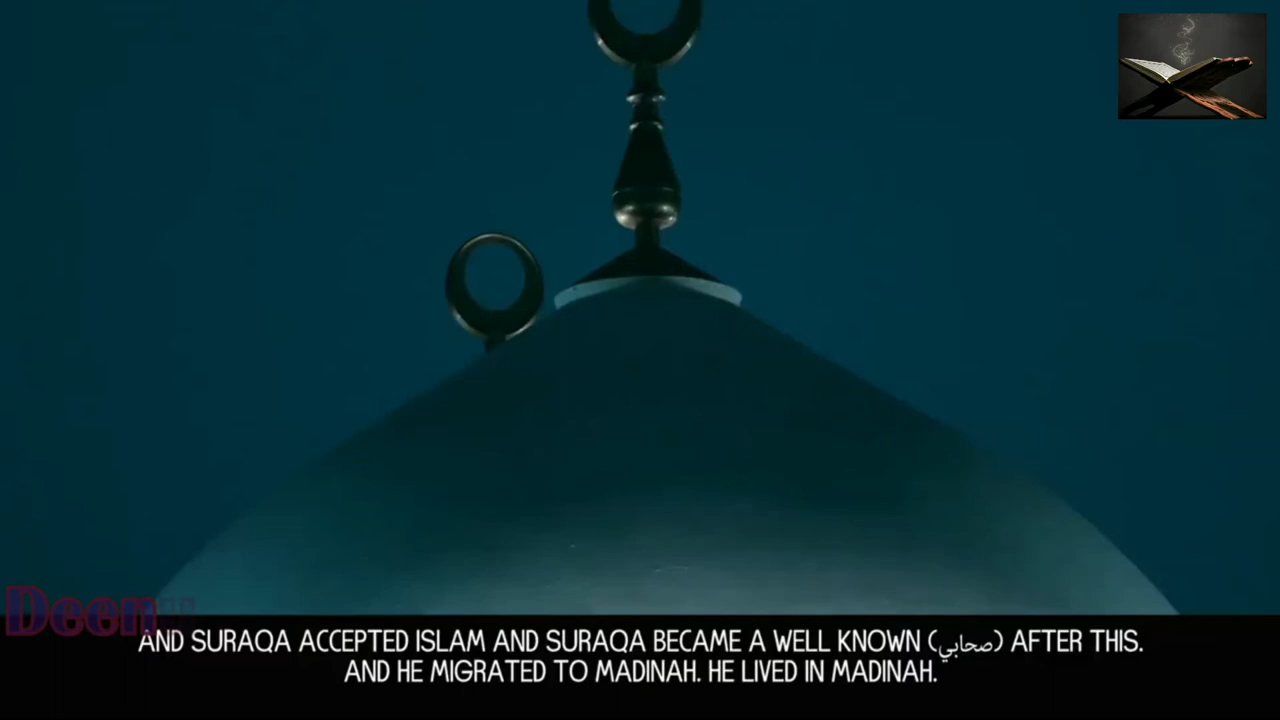 Deen
AND SURAQA ACCEPTED ISLAM AND SURAQA BECAME A WELL KNOWN (صحابي) AFTER THIS.
AND HE MIGRATED TO MADINAH. HE LIVED IN MADINAH.